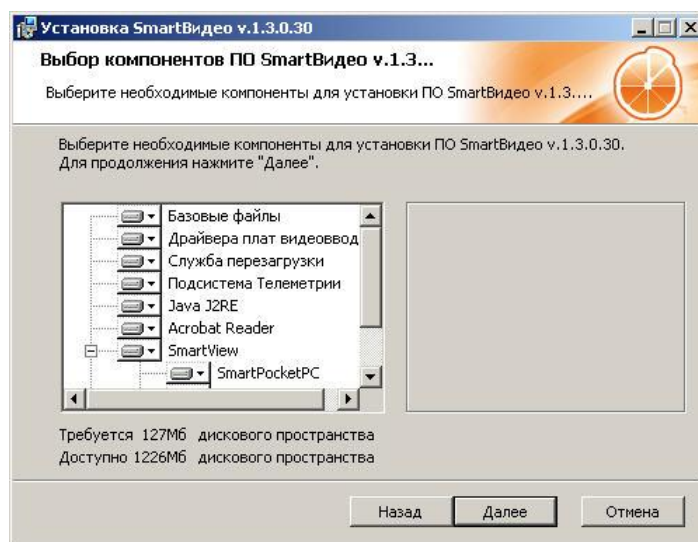 Установка SmartВидео v.1.3.0.30
Выбор компонентов ПО SmartВидео v.1.3...
Выберите необходимые компоненты для установки ПО SmartВидео v.1.3....
Выберите необходимые компоненты для установки ПО SmartВидео v.1.3.0.30.
Для продолжения нажмите "Далее".
Базовые файлы
Драйвера плат видеоввод
Служба перезагрузки
Подсистема Телеметрии
Java J2RE
Acrobat Reader
SmartView
SmartPocketPC
Требуется 127Мб дискового пространства
Доступно 1226Мб дискового пространства
Назад Далее Отмена